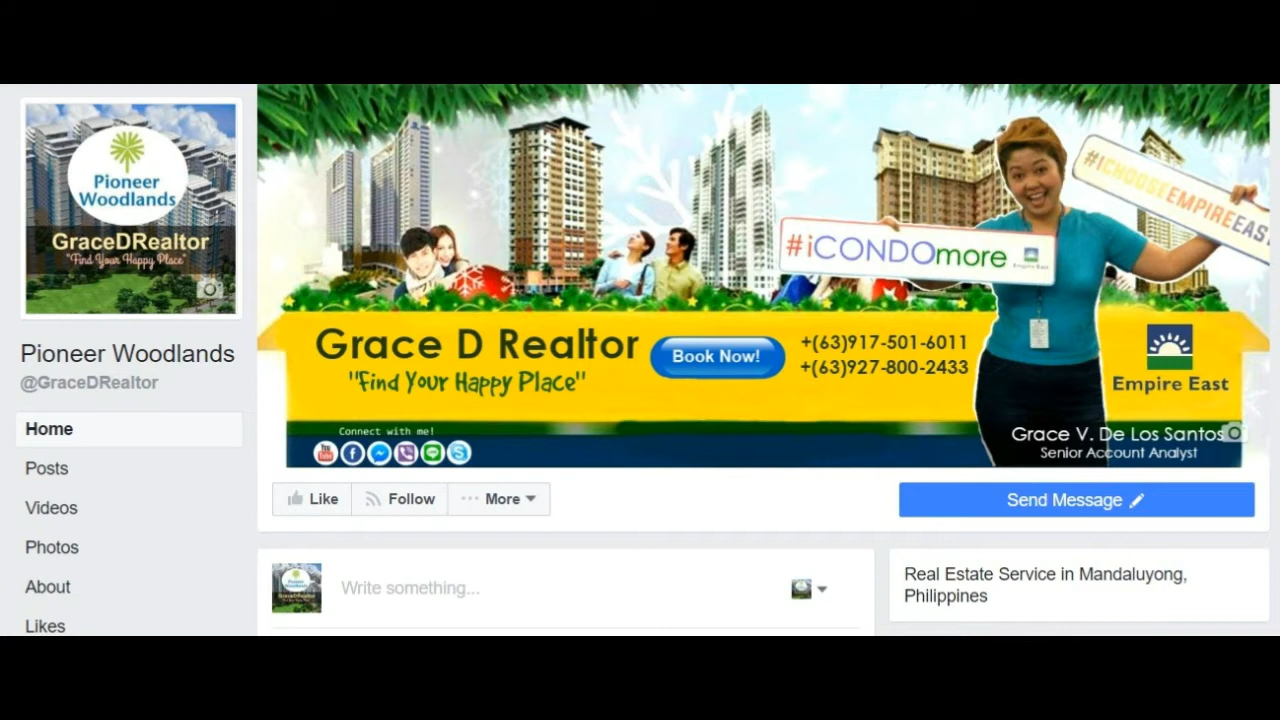 Pioneer
Woodlands
GraceDRealtor
"Find Your Happy Place"
Pioneer Woodlands
@GraceDRealtor
Home
Posts
Videos
Photos
About
Likes
#iCHOOSEEMPIREEAS
#iCONDOmore
Empire East
Grace D Realtor
"Find Your Happy Place"
Book Now!
+(63)917-501-6011
+(63)927-800-2433
Empire East
Connect with me!
Grace V. De Los Santos
Senior Account Analyst
Like
Follow
More
Send Message
Write something...
Real Estate Service in Mandaluyong,
Philippines